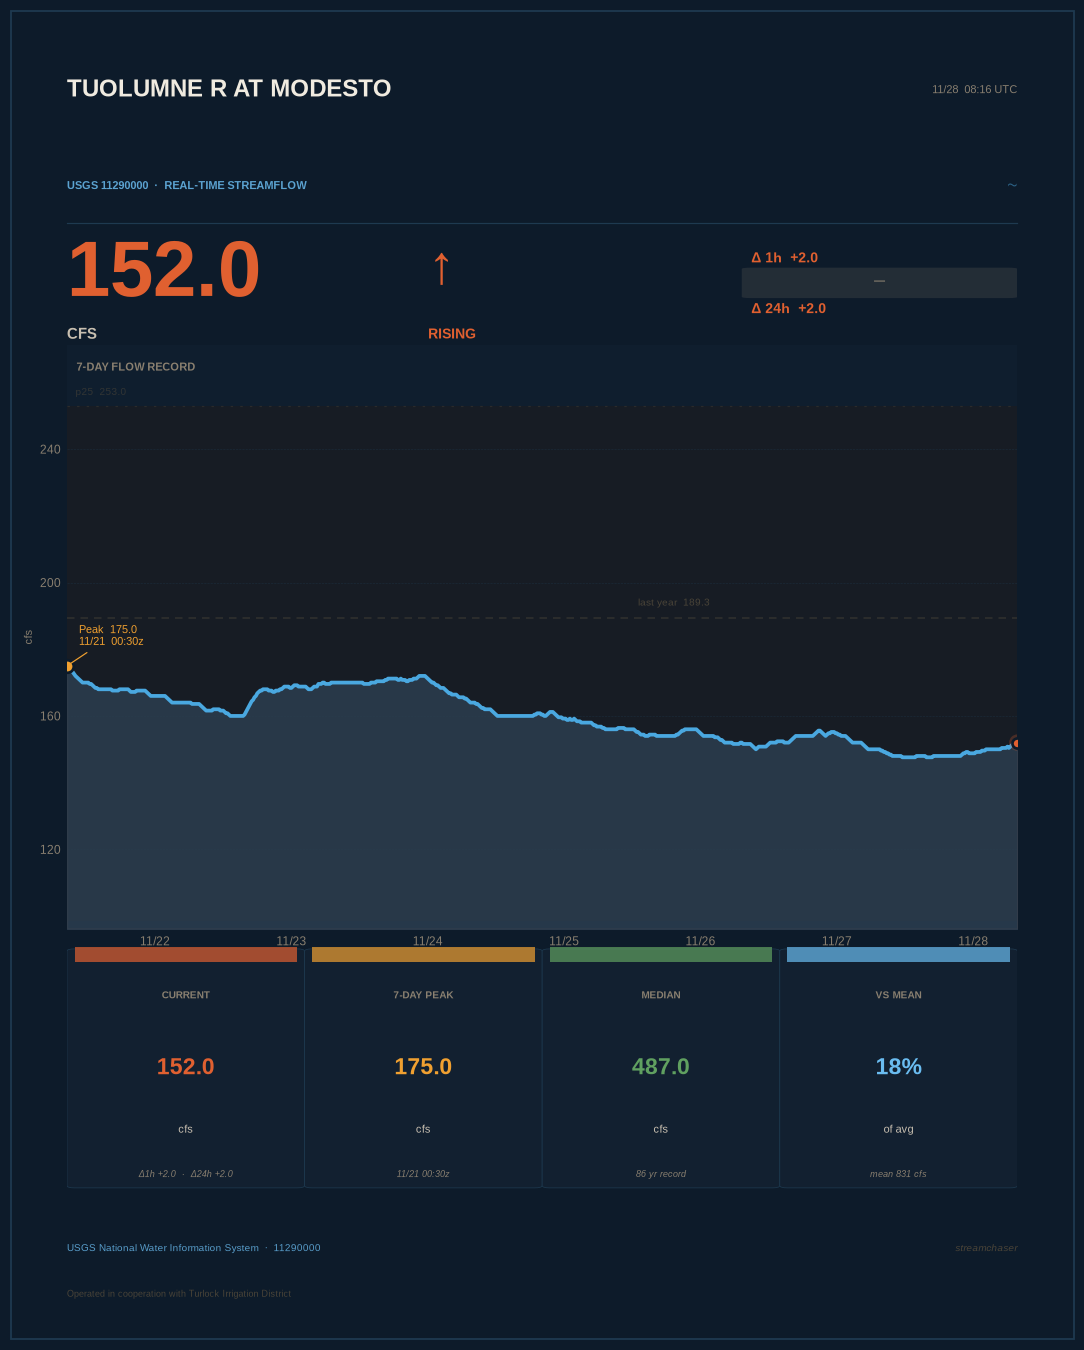 TUOLUMNE R AT MODESTO
11/28 08:16 UTC
USGS 11290000 · REAL-TIME STREAMFLOW
~
152.0
↑
Δ 1h +2.0
—
Δ 24h +2.0
CFS
RISING
7-DAY FLOW RECORD
p25 253.0
240
200
last year 189.3
Peak 175.0
11/21 00:30z
cfs
160
120
11/22 11/23 11/24 11/25 11/26 11/27 11/28
CURRENT
152.0
cfs
Δ1h +2.0 · Δ24h +2.0
7-DAY PEAK
175.0
cfs
11/21 00:30z
MEDIAN
487.0
cfs
86 yr record
VS MEAN
18%
of avg
mean 831 cfs
USGS National Water Information System · 11290000
streamchaser
Operated in cooperation with Turlock Irrigation District